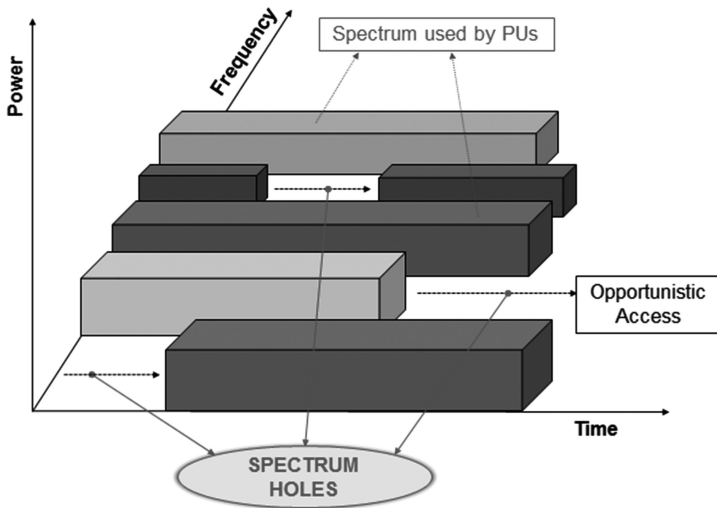 Power
Frequency
Spectrum used by PUs
Opportunistic
Access
Time
SPECTRUM
HOLES